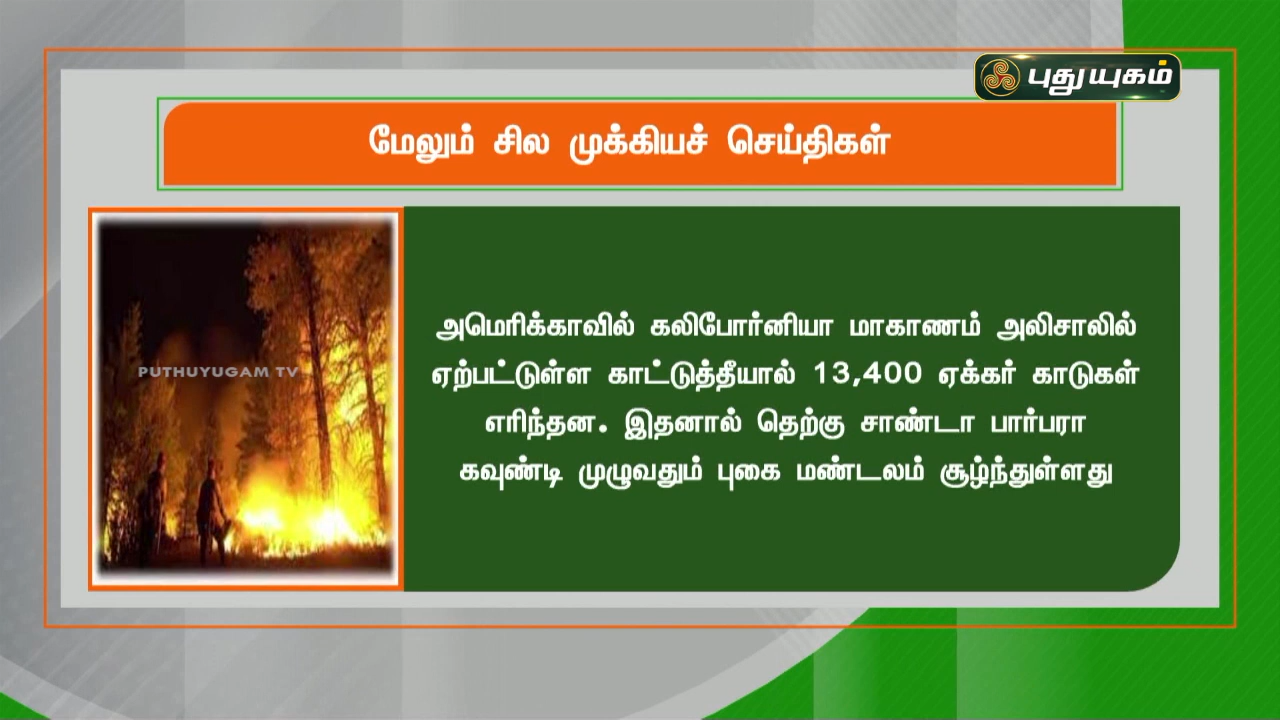 புதுயுகம்
மேலும் சில முக்கியச் செய்திகள்
PUTHUYUGAM TV
அமெரிக்காவில் கலிபோர்னியா மாகாணம் அலிசாலில்
ஏற்பட்டுள்ள காட்டுத்தீயால் 13,400 ஏக்கர் காடுகள்
எரிந்தன. இதனால் தெற்கு சாண்டா பார்பரா
கவுண்டி முழுவதும் புகை மண்டலம் சூழ்ந்துள்ளது